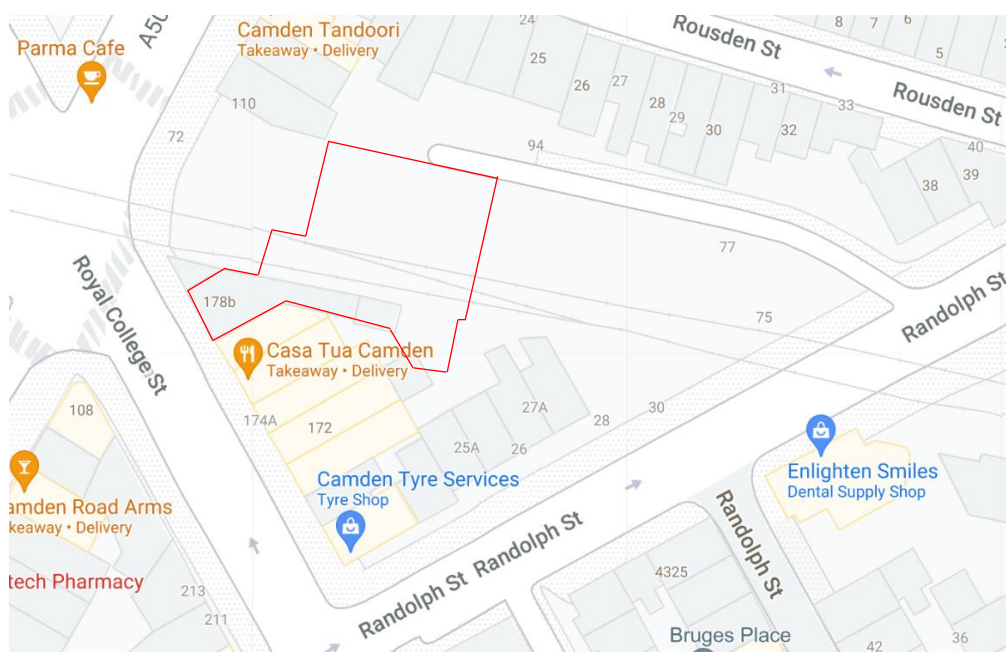 Parma Cafe
A50
Camden Tandoori
Takeaway • Delivery
24
25
26
27
28
29
30
31
32
33
Rousden St
8
7
6
5
Rousden St
40
39
38
110
72
94
77
75
Randolph St
178b
Royal College St
Casa Tua Camden
Takeaway • Delivery
174A
172
108
27A
25A
26
28
30
Camden Tyre Services
Tyre Shop
Enlighten Smiles
Dental Supply Shop
amden Road Arms
akeaway • Delivery
tech Pharmacy
213
211
Randolph St
Randolph St
Randolph St
4325
Bruges Place
42
36